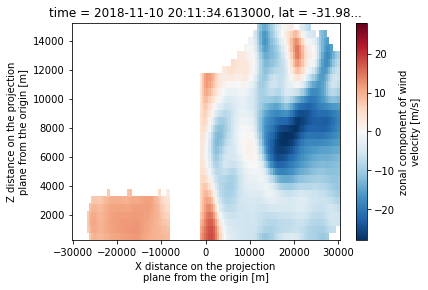 time = 2018-11-10 20:11:34.613000, lat = -31.98...
14000
12000
10000
8000
6000
4000
2000
Z distance on the projection
plane from the origin [m]
−30000 −20000 −10000 0 10000 20000 30000
X distance on the projection
plane from the origin [m]
20
10
0
−10
−20
zonal component of wind
velocity [m/s]